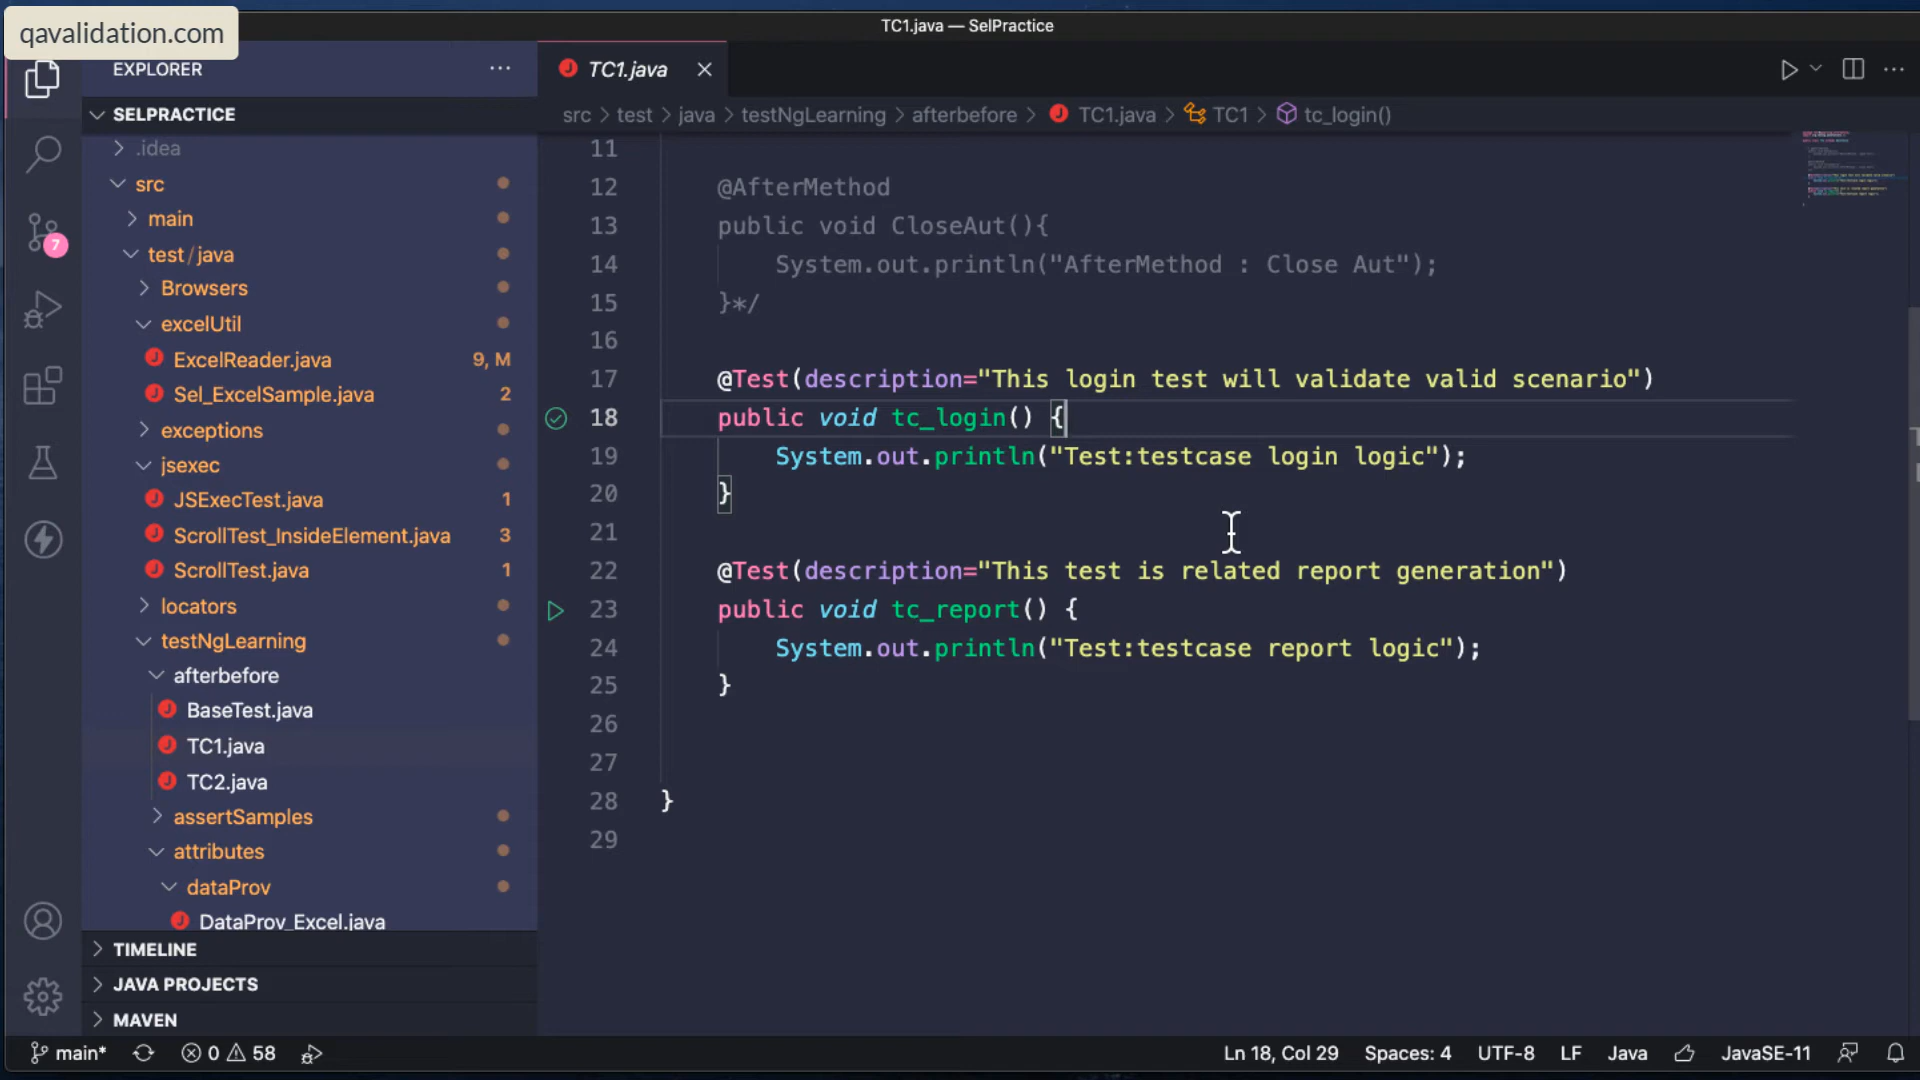 qavalidation.com
TC1.java — SelPractice
EXPLORER
SELPRACTICE
.idea
src
main
test/java
Browsers
excelUtil
ExcelReader.java 9, M
Sel_ExcelSample.java 2
exceptions
jsexec
JSExecTest.java 1
ScrollTest_InsideElement.java 3
ScrollTest.java 1
locators
testNgLearning
afterbefore
BaseTest.java
TC1.java
TC2.java
assertSamples
attributes
dataProv
DataProv_Excel.java
TIMELINE
JAVA PROJECTS
MAVEN
7
TC1.java
src > test > java > testNgLearning > afterbefore > TC1.java > TC1 > tc_login()
11
12 @AfterMethod
13 public void CloseAut(){
14 System.out.println("AfterMethod : Close Aut");
15 }*/
16
17 @Test(description="This login test will validate valid scenario")
18 public void tc_login() {
19 System.out.println("Test:testcase login logic");
20 }
21
22 @Test(description="This test is related report generation")
23 public void tc_report() {
24 System.out.println("Test:testcase report logic");
25 }
26
27
28 }
29
main* 0 58 Ln 18, Col 29 Spaces: 4 UTF-8 LF Java JavaSE-11